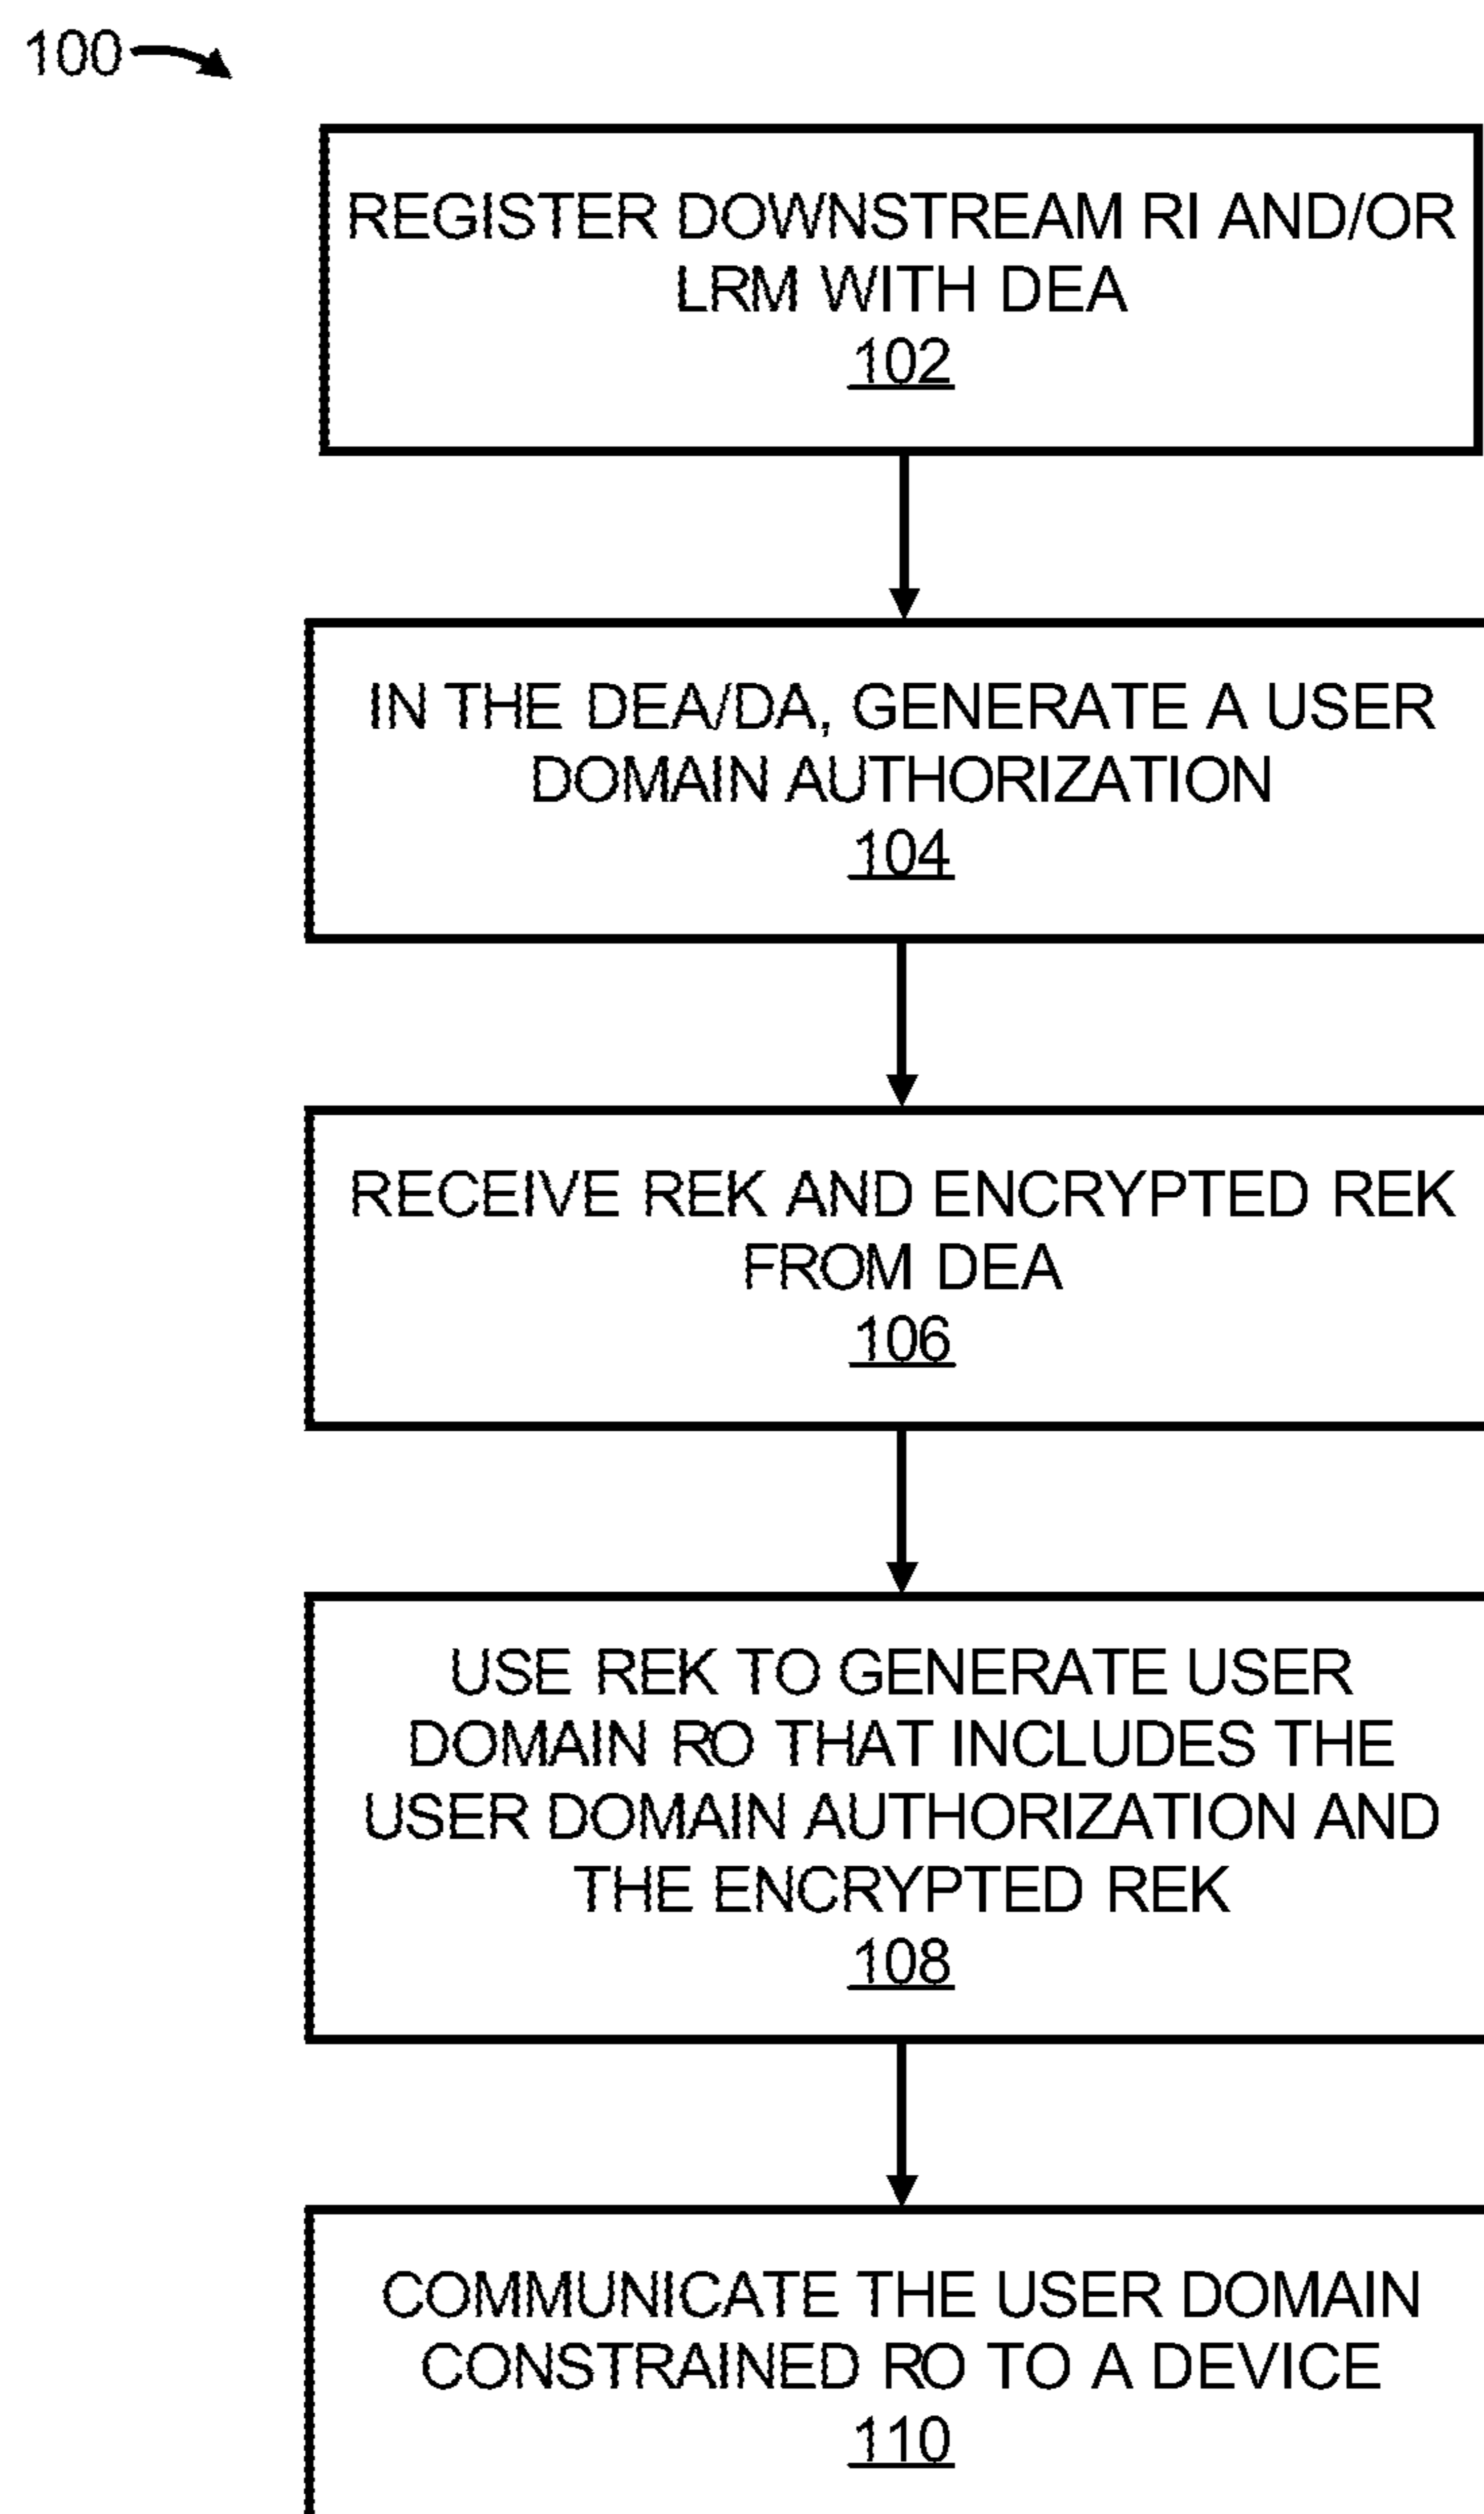 100
REGISTER DOWNSTREAM RI AND/OR
LRM WITH DEA
102
IN THE DEA/DA, GENERATE A USER
DOMAIN AUTHORIZATION
104
RECEIVE REK AND ENCRYPTED REK
FROM DEA
106
USE REK TO GENERATE USER
DOMAIN RO THAT INCLUDES THE
USER DOMAIN AUTHORIZATION AND
THE ENCRYPTED REK
108
COMMUNICATE THE USER DOMAIN
CONSTRAINED RO TO A DEVICE
110